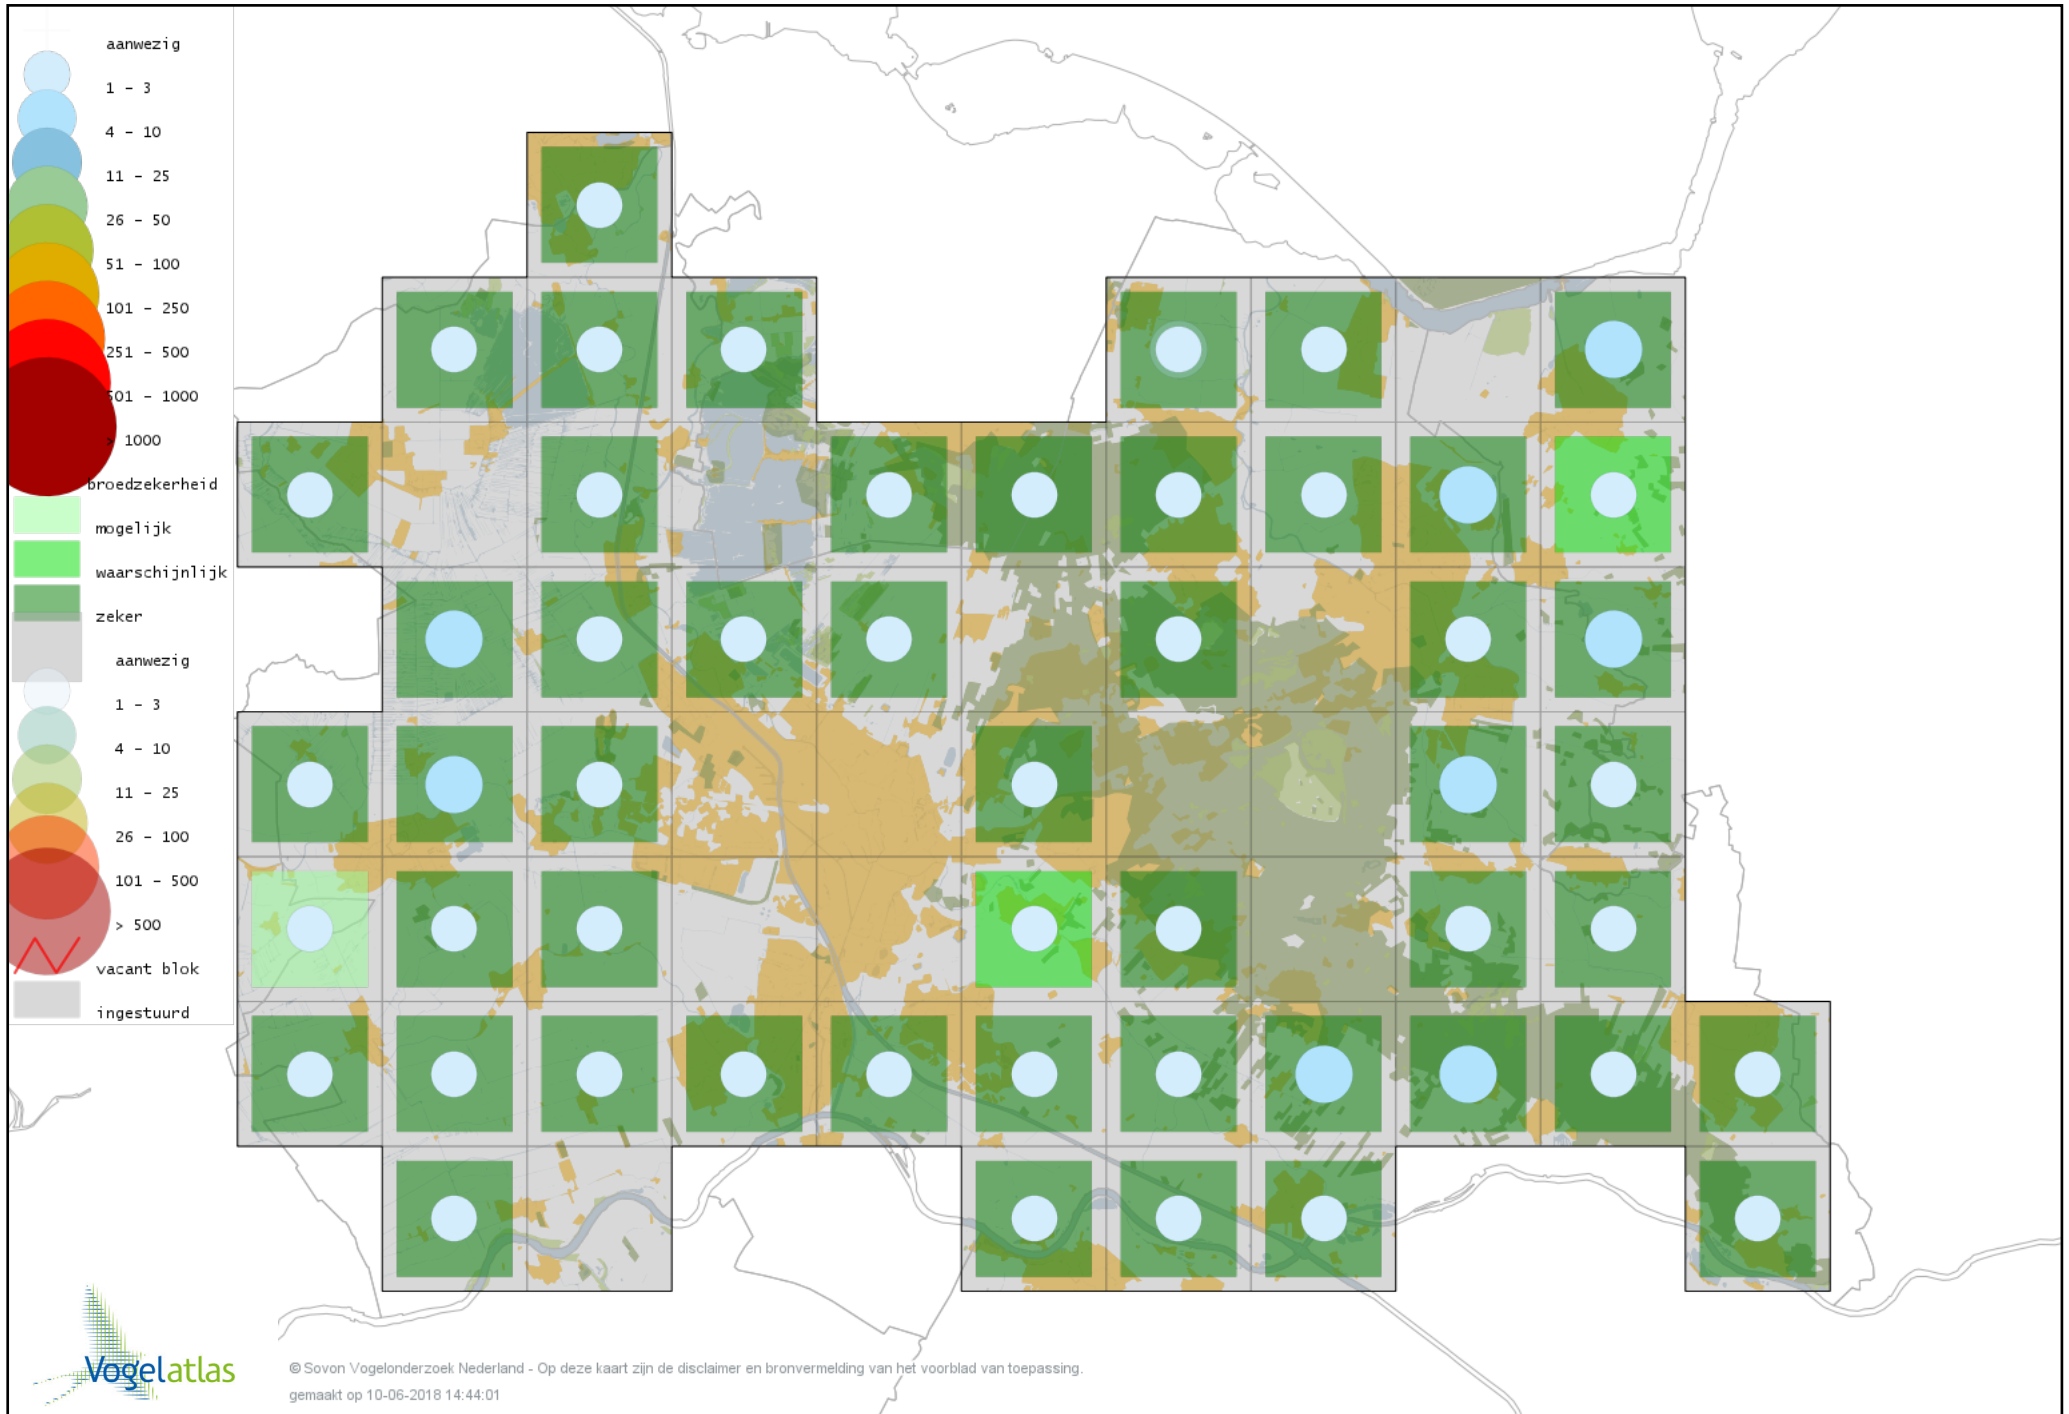 aanwezig
1 – 3
4 – 10
11 – 25
26 – 50
51 – 100
101 – 250
251 – 500
501 – 1000
> 1000
broedzekerheid
mogelijk
waarschijnlijk
zeker
aanwezig
1 – 3
4 – 10
11 – 25
26 – 100
101 – 500
> 500
vacant blok
ingestuurd
Vogelatlas
© Sovon Vogelonderzoek Nederland - Op deze kaart zijn de disclaimer en bronvermelding van het voorblad van toepassing.
gemaakt op 10-06-2018 14:44:01